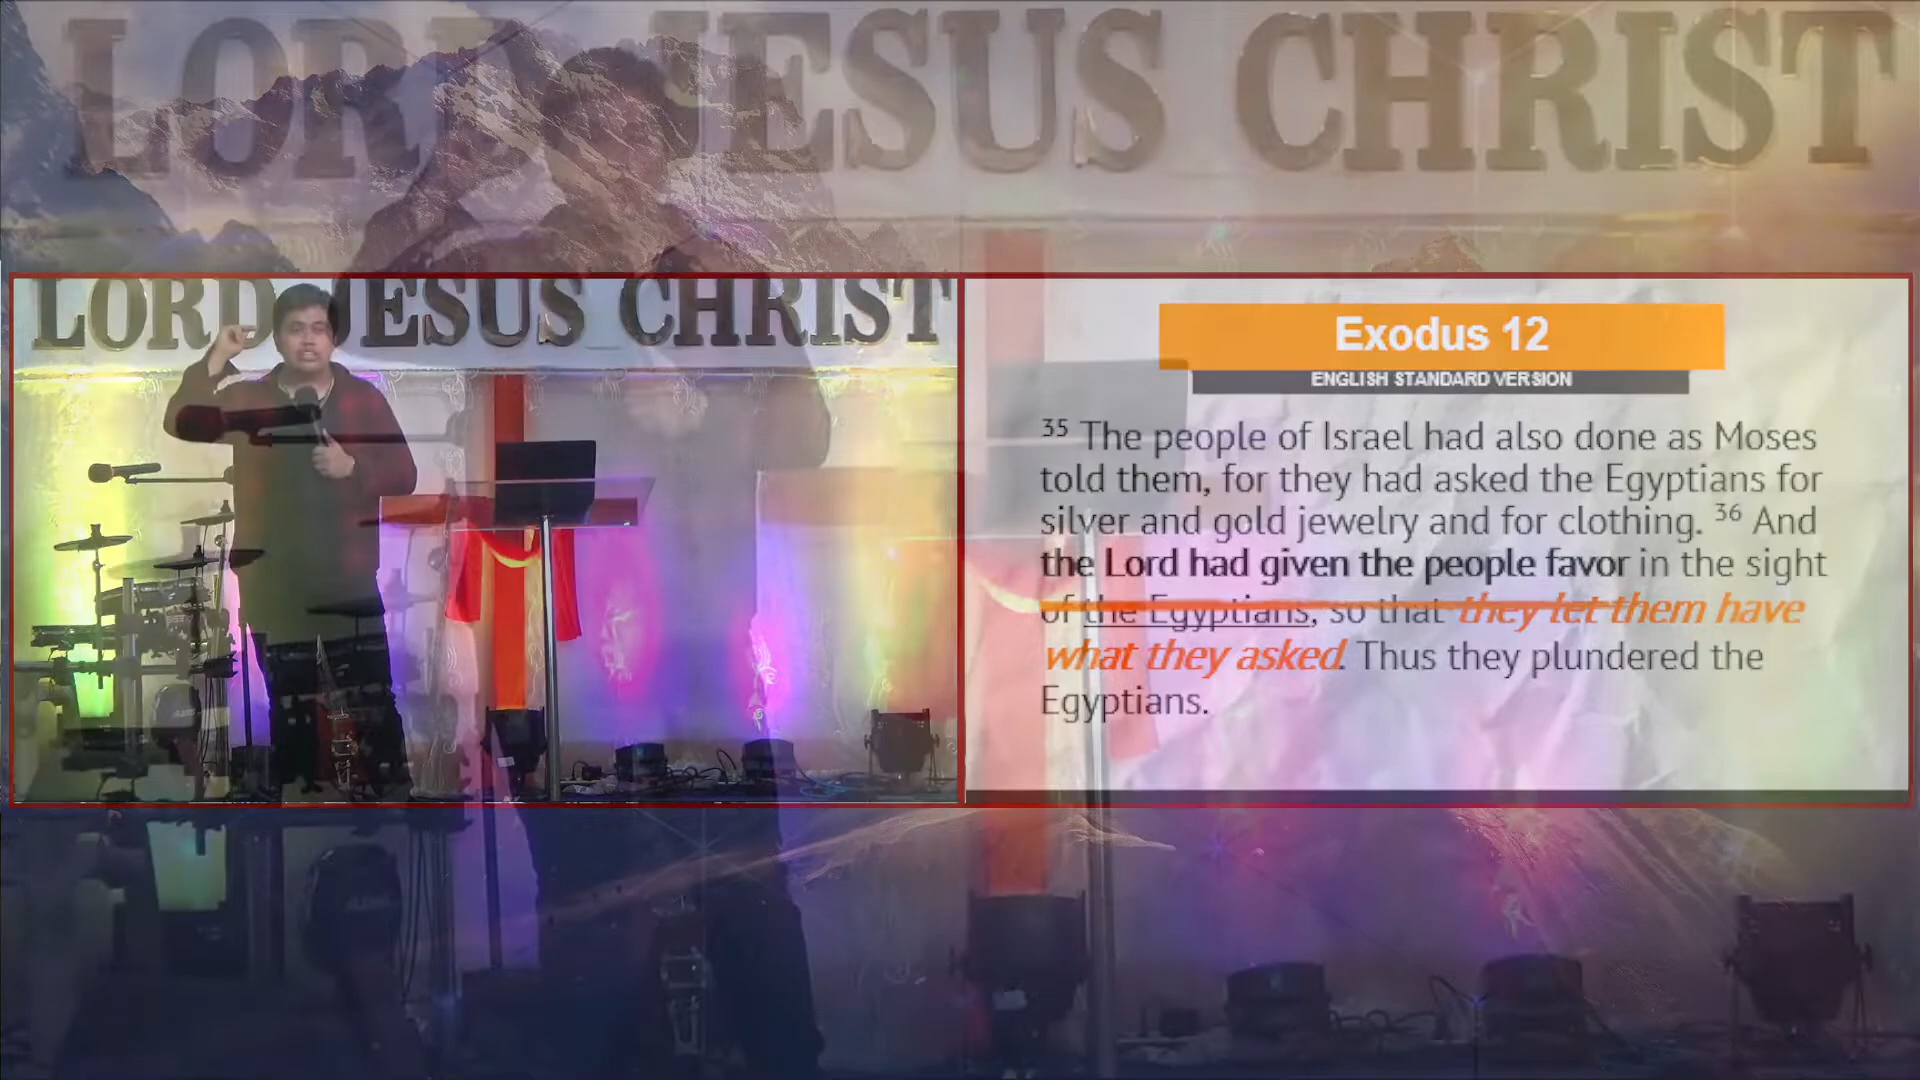 LORD JESUS CHRIST
LORD JESUS CHRIST
Exodus 12
ENGLISH STANDARD VERSION
35 The people of Israel had also done as Moses
told them, for they had asked the Egyptians for
silver and gold jewelry and for clothing. 36 And
the Lord had given the people favor in the sight
of the Egyptians, so that they let them have
what they asked. Thus they plundered the
Egyptians.